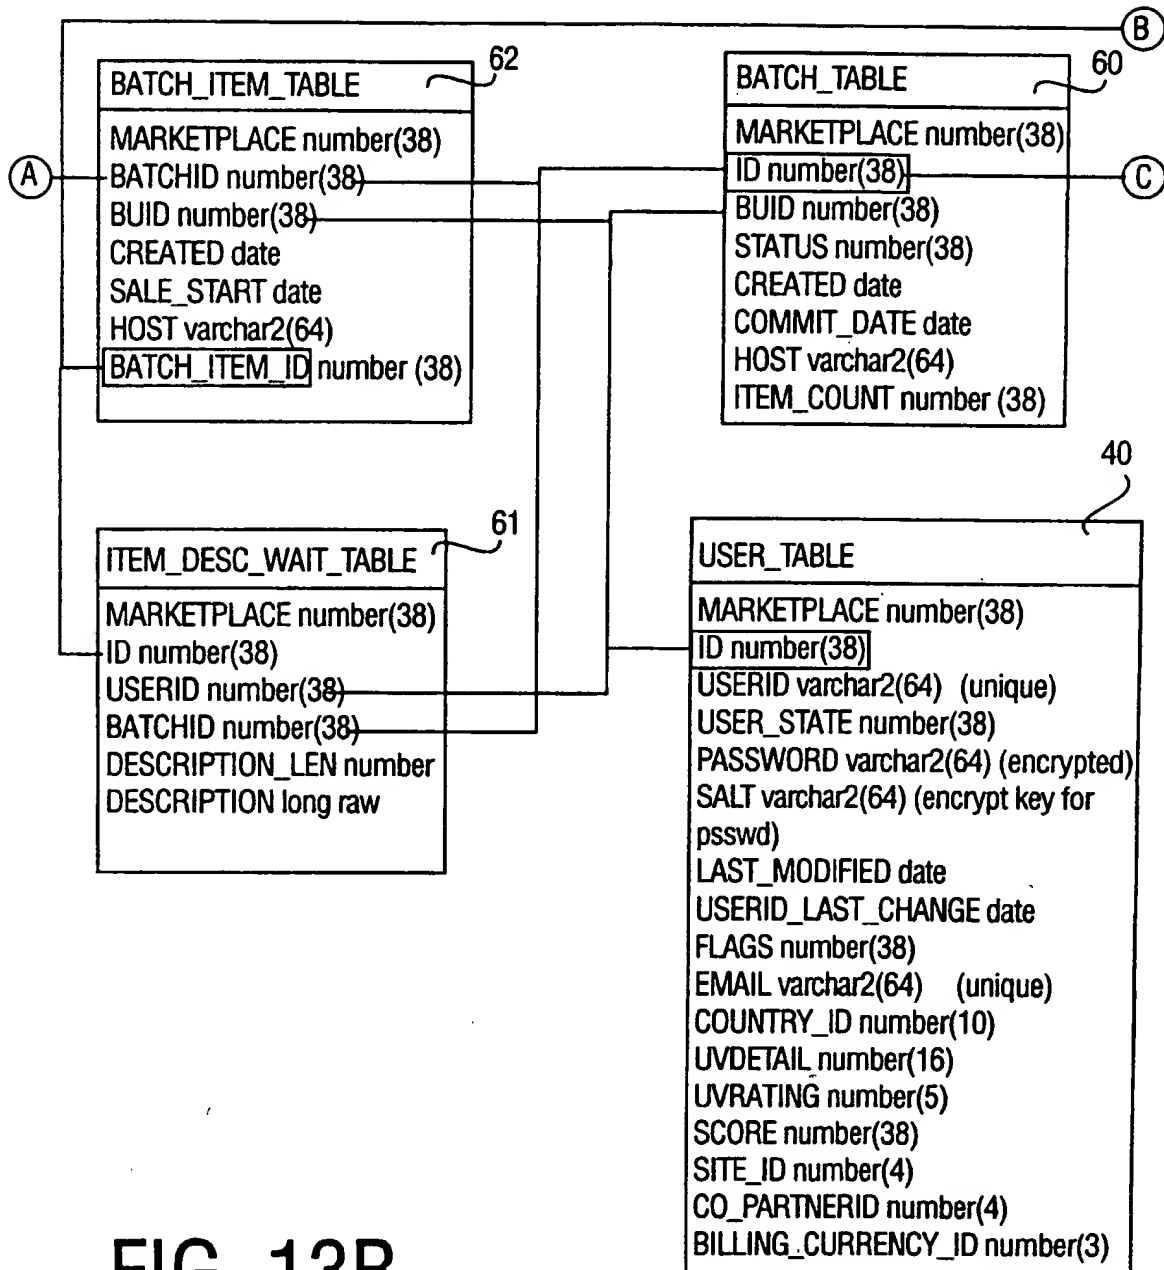 B
62
BATCH_ITEM_TABLE
MARKETPLACE number(38)
A
BATCHID number(38)
BUID number(38)
CREATED date
SALE_START date
HOST varchar2(64)
BATCH_ITEM_ID number (38)
60
BATCH_TABLE
MARKETPLACE number(38)
ID number(38)
C
BUID number(38)
STATUS number(38)
CREATED date
COMMIT_DATE date
HOST varchar2(64)
ITEM_COUNT number (38)
61
ITEM_DESC_WAIT_TABLE
MARKETPLACE number(38)
ID number(38)
USERID number(38)
BATCHID number(38)
DESCRIPTION_LEN number
DESCRIPTION long raw
40
USER_TABLE
MARKETPLACE number(38)
ID number(38)
USERID varchar2(64) (unique)
USER_STATE number(38)
PASSWORD varchar2(64) (encrypted)
SALT varchar2(64) (encrypt key for
psswd)
LAST_MODIFIED date
USERID_LAST_CHANGE date
FLAGS number(38)
EMAIL varchar2(64) (unique)
COUNTRY_ID number(10)
UVDETAIL number(16)
UVRATING number(5)
SCORE number(38)
SITE_ID number(4)
CO_PARTNERID number(4)
BILLING_CURRENCY_ID number(3)
FIG. 13B